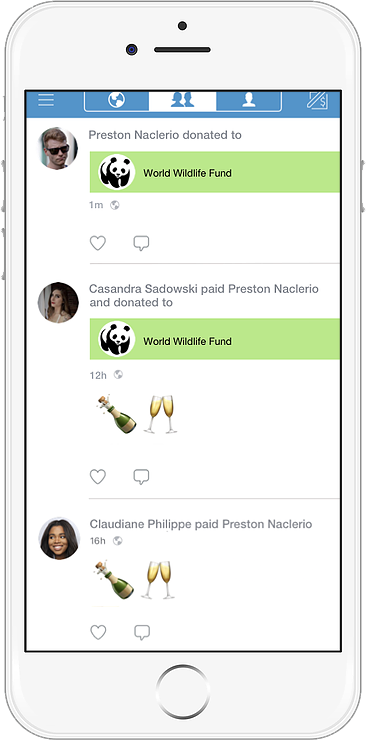 Preston Naclerio donated to
World Wildlife Fund
1m
Casandra Sadowski paid Preston Naclerio
and donated to
World Wildlife Fund
12h
Claudiane Philippe paid Preston Naclerio
16h